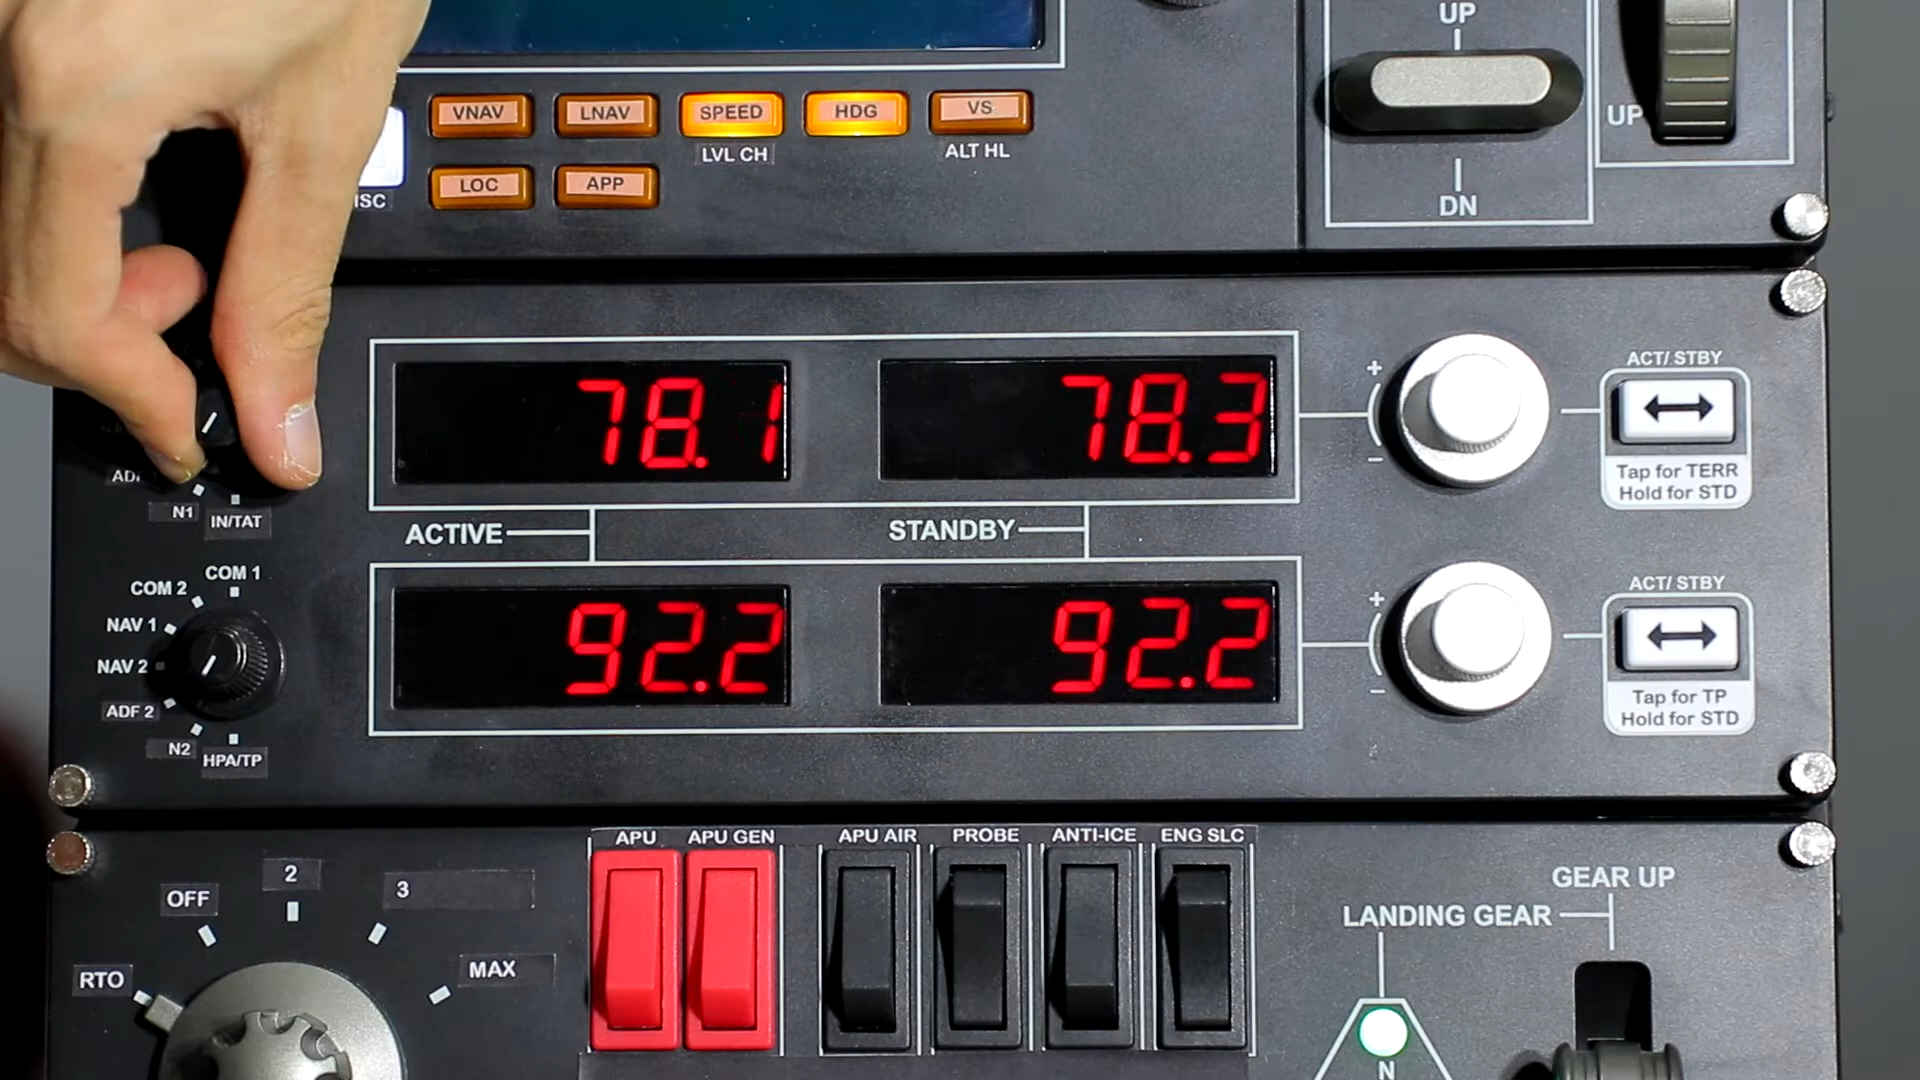 UP
VNAV
LNAV
SPEED
HDG
VS
UP
LVL CH
ALT HL
LOC
APP
ISC
DN
78.1
78.3
ACT/ STBY
Tap for TERR
Hold for STD
N1
IN/TAT
ACTIVE
STANDBY
COM 1
COM 2
NAV 1
NAV 2
ADF 2
N2
HPA/TP
92.2
92.2
ACT/ STBY
Tap for TP
Hold for STD
+
−
+
−
APU
APU GEN
APU AIR
PROBE
ANTI-ICE
ENG SLC
RTO
OFF
2
3
MAX
GEAR UP
LANDING GEAR
N